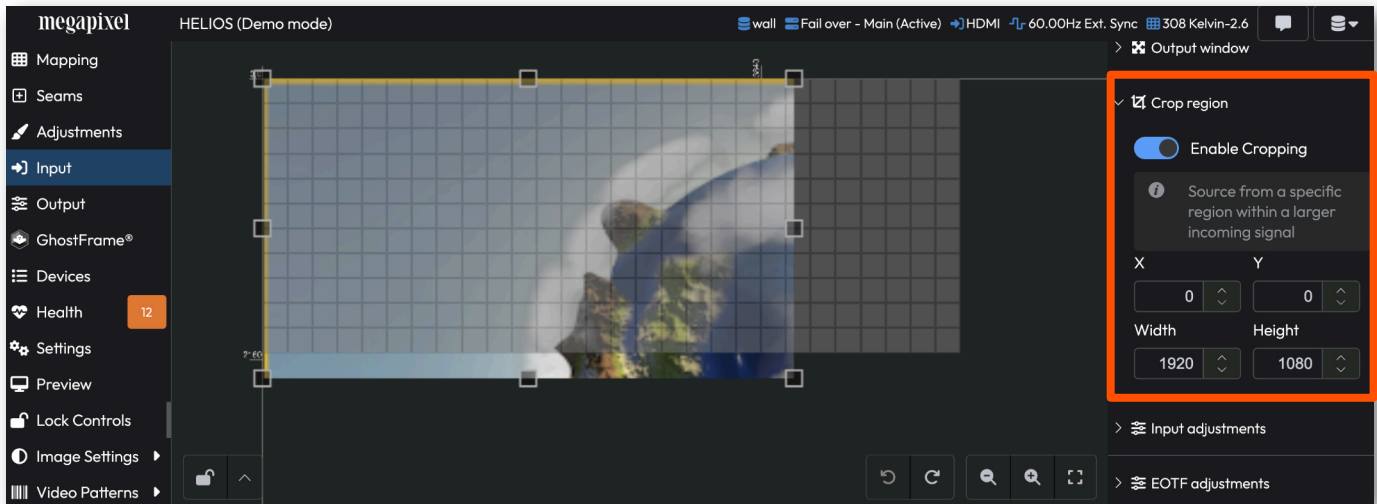 megapixel
HELIOS (Demo mode)
wall
Fail over - Main (Active)
HDMI
60.00Hz Ext. Sync
308 Kelvin-2.6
Mapping
Seams
Adjustments
Input
Output
GhostFrame®
Devices
Health
12
Settings
Preview
Lock Controls
Image Settings
Video Patterns
Output window
Crop region
Enable Cropping
Source from a specific
region within a larger
incoming signal
X
Y
0
0
Width
Height
1920
1080
Input adjustments
EOTF adjustments